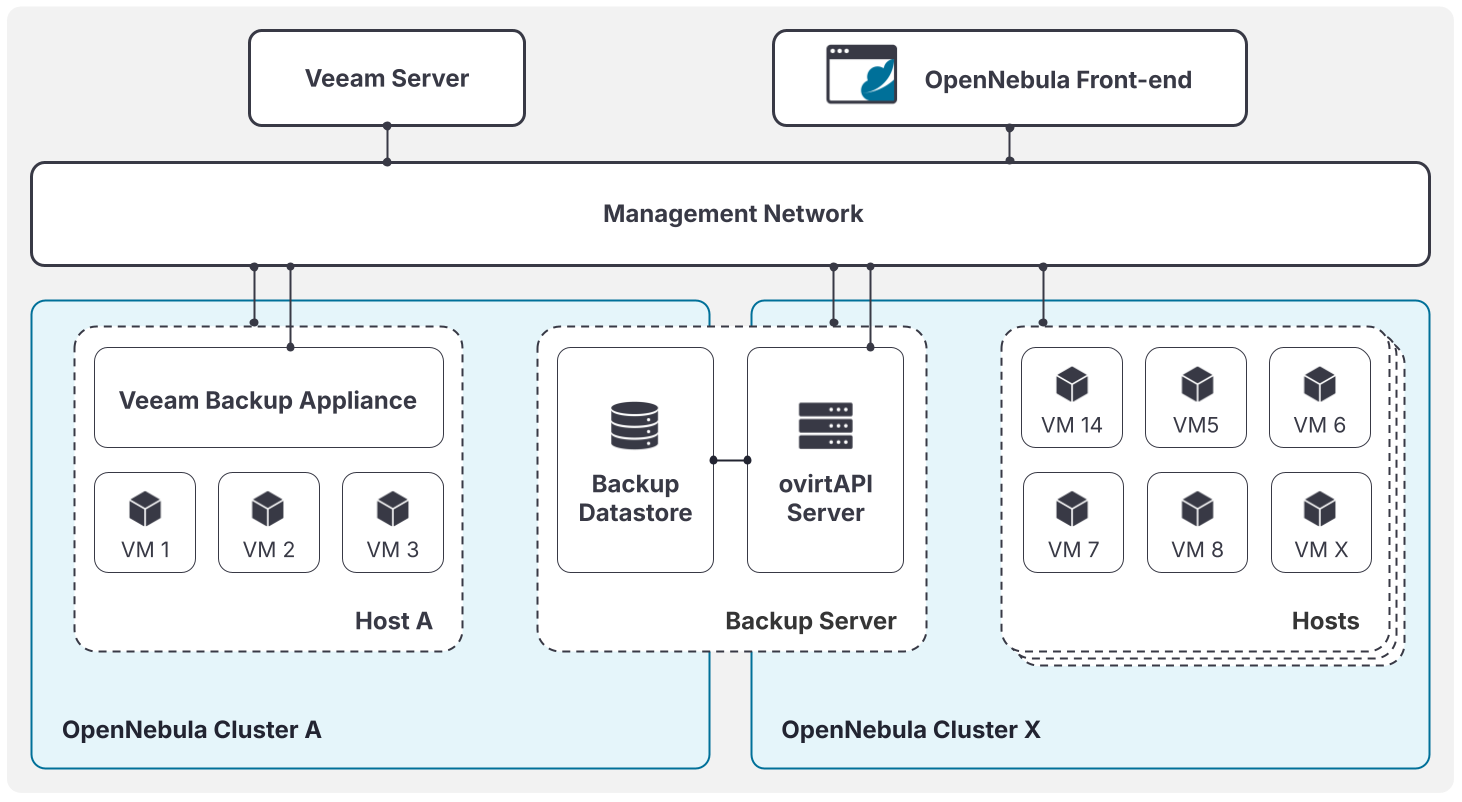 Veeam Server
OpenNebula Front-end
Management Network
Veeam Backup Appliance
VM 1
VM 2
VM 3
Host A
Backup
Datastore
ovirtAPI
Server
Backup Server
VM 14
VM5
VM 6
VM 7
VM 8
VM X
Hosts
OpenNebula Cluster A
OpenNebula Cluster X